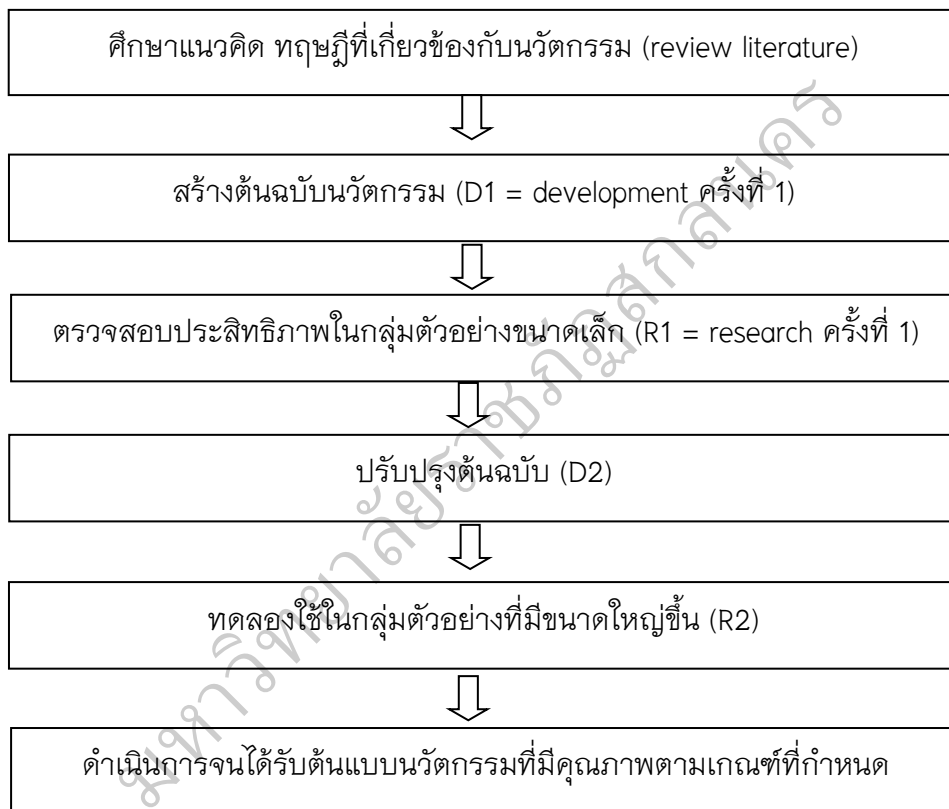 ศึกษาแนวคิด ทฤษฎีที่เกี่ยวข้องกับนวัตกรรม (review literature)
สร้างต้นฉบับนวัตกรรม (D1 = development ครั้งที่ 1)
ตรวจสอบประสิทธิภาพในกลุ่มตัวอย่างขนาดเล็ก (R1 = research ครั้งที่ 1)
ปรับปรุงต้นฉบับ (D2)
ทดลองใช้ในกลุ่มตัวอย่างที่มีขนาดใหญ่ขึ้น (R2)
ดำเนินการจนได้รับต้นแบบนวัตกรรมที่มีคุณภาพตามเกณฑ์ที่กำหนด
มหาวิทยาลัยราชภัฏสกลนคร